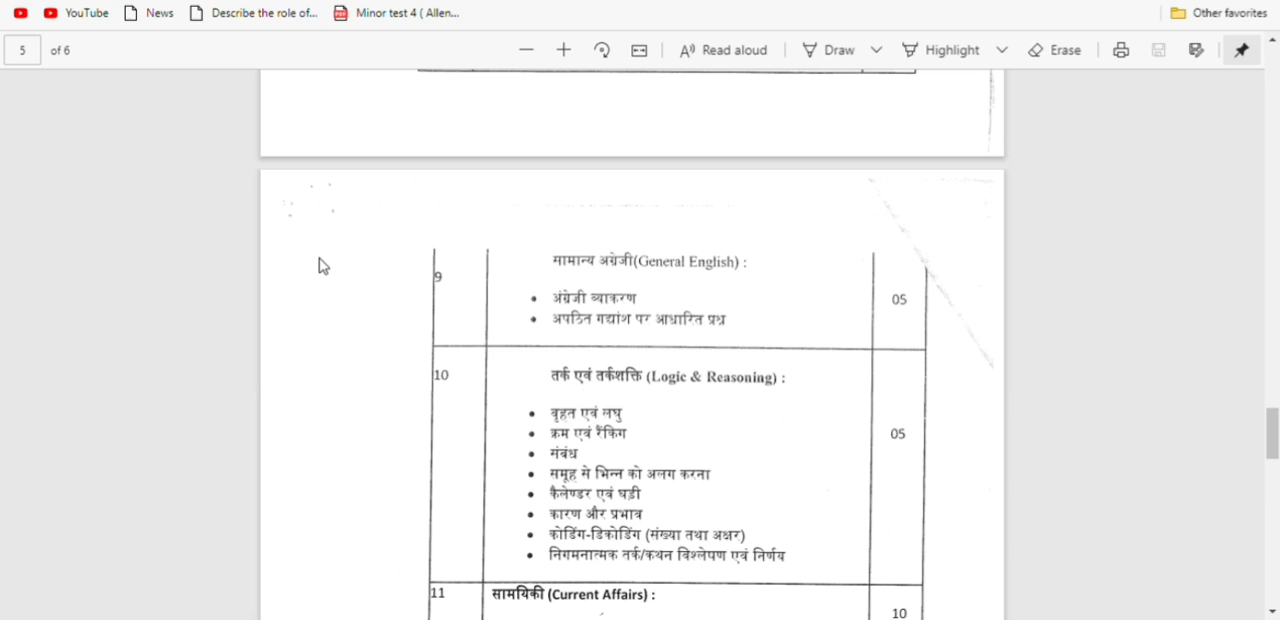 YouTube News Describe the role of... Minor test 4 ( Allen... Other favorites
5 of 6 Read aloud Draw Highlight Erase
सामान्य अग्रेजी(General English) :
9
अंग्रेजी व्याकरण
05
अपठित गद्यांश पर आधारित प्रश्न
10 तर्क एवं तर्कशक्ति (Logic & Reasoning) :
वृहत एवं लघु
क्रम एवं रैंकिग
05
संबंध
समूह से भिन्न को अलग करना
कैलेण्डर एवं घड़ी
कारण और प्रभाव
कोडिंग-डिकोडिंग (संख्या तथा अक्षर)
निगमनात्मक तर्क/कथन विश्लेषण एवं निर्णय
11 सामयिकी (Current Affairs) :
10